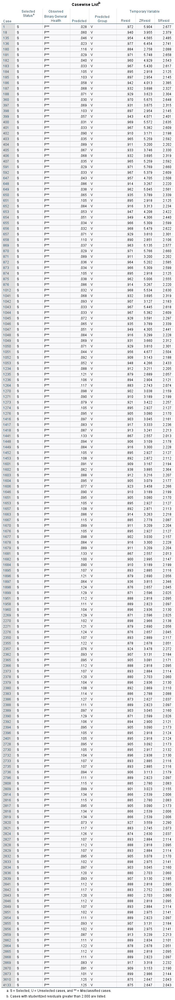 Casewise List^b
Case Selected Status^a Observed Binary General Health Predicted Predicted Group Temporary Variable Resid ZResid SResid
1 S P** .028 V .972 5.904 2.677
18 S P** .060 V .940 3.955 2.379
135 S P** .046 V .954 4.565 2.485
136 S P** .023 V .977 6.454 2.741
180 S P** .116 V .884 2.758 2.088
181 S P** .029 V .971 5.748 2.658
182 S P** .040 V .960 4.929 2.543
183 S P** .033 V .967 5.430 2.617
184 S P** .105 V .895 2.918 2.125
185 S P** .103 V .897 2.954 2.145
186 S P** .058 V .942 4.013 2.385
187 S P** .068 V .932 3.698 2.327
188 S P** .071 V .929 3.623 2.304
360 S P** .030 V .970 5.675 2.648
397 S P** .069 V .931 3.675 2.315
398 S P** .103 V .897 2.954 2.145
399 S P** .057 V .943 4.071 2.401
400 S P** .031 V .969 5.572 2.635
401 S P** .033 V .967 5.382 2.609
402 S P** .090 V .910 3.171 2.198
403 S P** .035 V .965 5.259 2.592
404 S P** .089 V .911 3.200 2.202
405 S P** .067 V .933 3.746 2.330
406 S P** .068 V .932 3.695 2.319
407 S P** .035 V .965 5.259 2.592
591 S P** .029 V .971 5.769 2.660
592 S P** .033 V .967 5.379 2.609
647 S P** .043 V .957 4.705 2.508
648 S P** .086 V .914 3.267 2.220
649 S P** .038 V .962 5.045 2.561
650 S P** .065 V .935 3.789 2.339
651 S P** .105 V .895 2.918 2.125
652 S P** .084 V .916 3.313 2.234
653 S P** .053 V .947 4.208 2.422
654 S P** .051 V .949 4.306 2.440
655 S P** .034 V .966 5.309 2.599
656 S P** .032 V .968 5.479 2.622
657 S P** .071 V .929 3.610 2.301
658 S P** .110 V .890 2.851 2.106
869 S P** .037 V .963 5.135 2.577
870 S P** .029 V .971 5.766 2.660
871 S P** .089 V .911 3.200 2.202
872 S P** .036 V .964 5.202 2.585
873 S P** .034 V .966 5.309 2.599
874 S P** .105 V .895 2.918 2.125
875 S P** .038 V .962 5.006 2.555
876 S P** .086 V .914 3.267 2.220
1012 S P** .032 V .968 5.534 2.630
1041 S P** .068 V .932 3.695 2.319
1042 S P** .093 V .907 3.127 2.183
1043 S P** .033 V .967 5.445 2.618
1044 S P** .033 V .967 5.382 2.609
1045 S P** .072 V .928 3.591 2.297
1046 S P** .065 V .935 3.789 2.339
1047 S P** .051 V .949 4.305 2.441
1048 S P** .084 V .916 3.299 2.228
1049 S P** .069 V .931 3.660 2.312
1050 S P** .071 V .929 3.610 2.301
1051 S P** .044 V .956 4.677 2.504
1052 S P** .092 V .908 3.143 2.188
1053 S P** .052 V .948 4.266 2.433
1234 S P** .088 V .912 3.211 2.205
1235 S P** .121 V .879 2.689 2.057
1236 S P** .106 V .894 2.904 2.121
1264 S P** .117 V .883 2.743 2.074
1270 S P** .098 V .902 3.038 2.159
1271 S P** .090 V .910 3.189 2.199
1273 S P** .079 V .921 3.422 2.257
1274 S P** .105 V .895 2.927 2.127
1276 S P** .095 V .905 3.080 2.170
1416 S P** .097 V .903 3.045 2.161
1417 S P** .083 V .917 3.333 2.236
1418 S P** .087 V .913 3.241 2.213
1441 S P** .133 V .867 2.557 2.013
1448 S P** .094 V .906 3.109 2.178
1449 S P** .084 V .916 3.300 2.228
1452 S P** .105 V .895 2.927 2.127
1453 S P** .108 V .892 2.872 2.112
1601 S P** .091 V .909 3.167 2.194
1602 S P** .062 V .938 3.885 2.364
1603 S P** .088 V .912 3.216 2.207
1604 S P** .095 V .905 3.079 2.177
1606 S P** .077 V .923 3.458 2.266
1646 S P** .090 V .910 3.189 2.199
1651 S P** .095 V .905 3.080 2.170
1653 S P** .105 V .895 2.927 2.127
1657 S P** .108 V .892 2.871 2.113
1663 S P** .086 V .914 3.263 2.218
1667 S P** .115 V .885 2.778 2.087
1670 S P** .089 V .911 3.209 2.204
1676 S P** .105 V .895 2.927 2.127
1677 S P** .098 V .902 3.030 2.157
1678 S P** .084 V .916 3.300 2.228
1679 S P** .089 V .911 3.209 2.204
1681 S P** .133 V .867 2.557 2.013
1682 S P** .100 V .900 2.995 2.147
1684 S P** .090 V .910 3.189 2.199
1895 S P** .107 V .893 2.885 2.116
1896 S P** .121 V .879 2.690 2.056
1897 S P** .064 V .936 3.815 2.346
1898 S P** .124 V .876 2.657 2.045
1899 S P** .129 V .871 2.596 2.025
1951 S P** .112 V .888 2.818 2.095
1958 S P** .111 V .889 2.823 2.097
1960 S P** .104 V .896 2.936 2.130
2269 S P** .129 V .871 2.596 2.025
2270 S P** .102 V .898 2.966 2.138
2271 S P** .121 V .879 2.690 2.056
2276 S P** .124 V .876 2.657 2.045
2350 S P** .107 V .893 2.889 2.117
2355 S P** .122 V .878 2.678 2.051
2357 S P** .076 V .924 3.478 2.272
2362 S P** .093 V .907 3.131 2.184
2365 S P** .095 V .905 3.081 2.171
2366 S P** .112 V .888 2.818 2.095
2373 S P** .107 V .893 2.884 2.114
2378 S P** .120 V .880 2.703 2.060
2379 S P** .104 V .896 2.936 2.130
2380 S P** .108 V .892 2.869 2.110
2383 S P** .114 V .886 2.788 2.088
2386 S P** .127 V .873 2.627 2.037
2388 S P** .111 V .889 2.823 2.097
2389 S P** .097 V .903 3.045 2.160
2390 S P** .129 V .871 2.599 2.026
2392 S P** .106 V .894 2.900 2.121
2394 S P** .095 V .905 3.090 2.173
2396 S P** .105 V .895 2.918 2.124
2401 S P** .105 V .895 2.918 2.124
2728 S P** .095 V .905 3.092 2.173
2730 S P** .105 V .895 2.917 2.132
2732 S P** .104 V .896 2.938 2.130
2733 S P** .107 V .893 2.885 2.116
2735 S P** .107 V .893 2.885 2.116
2736 S P** .094 V .906 3.113 2.179
2796 S P** .111 V .889 2.823 2.097
2808 S P** .115 V .885 2.780 2.083
2809 S P** .099 V .901 3.023 2.155
2814 S P** .134 V .866 2.539 2.006
2816 S P** .115 V .885 2.780 2.083
2817 S P** .095 V .905 3.090 2.173
2818 S P** .134 V .866 2.539 2.006
2819 S P** .134 V .866 2.539 2.006
2820 S P** .073 V .927 3.559 2.290
2821 S P** .117 V .883 2.745 2.073
2824 S P** .126 V .874 2.630 2.037
2827 S P** .107 V .893 2.884 2.114
2828 S P** .112 V .888 2.818 2.095
2829 S P** .107 V .893 2.884 2.114
2832 S P** .095 V .905 3.078 2.170
2833 S P** .102 V .898 2.975 2.141
2834 S P** .097 V .903 3.045 2.160
2836 S P** .120 V .880 2.703 2.060
2839 S P** .093 V .907 3.130 2.185
2841 S P** .112 V .888 2.818 2.095
2842 S P** .117 V .883 2.752 2.083
2843 S P** .120 V .880 2.703 2.060
2846 S P** .112 V .888 2.818 2.095
2849 S P** .107 V .893 2.884 2.114
2851 S P** .102 V .898 2.975 2.141
2854 S P** .111 V .889 2.823 2.097
2855 S P** .093 V .907 3.131 2.184
2856 S P** .102 V .898 2.975 2.141
2859 S P** .087 V .913 3.239 2.213
2862 S P** .111 V .889 2.834 2.101
2864 S P** .122 V .878 2.678 2.051
2865 S P** .112 V .888 2.818 2.095
2868 S P** .111 V .889 2.823 2.097
2869 S P** .083 V .917 3.318 2.232
2870 S P** .091 V .909 3.153 2.190
2873 S P** .101 V .899 2.986 2.144
3610 S P** .125 V .875 2.647 2.043
4133 S P** .125 V .875 2.647 2.043
a. S = Selected, U = Unselected cases, and ** = Misclassified cases.
b. Cases with studentized residuals greater than 2.000 are listed.